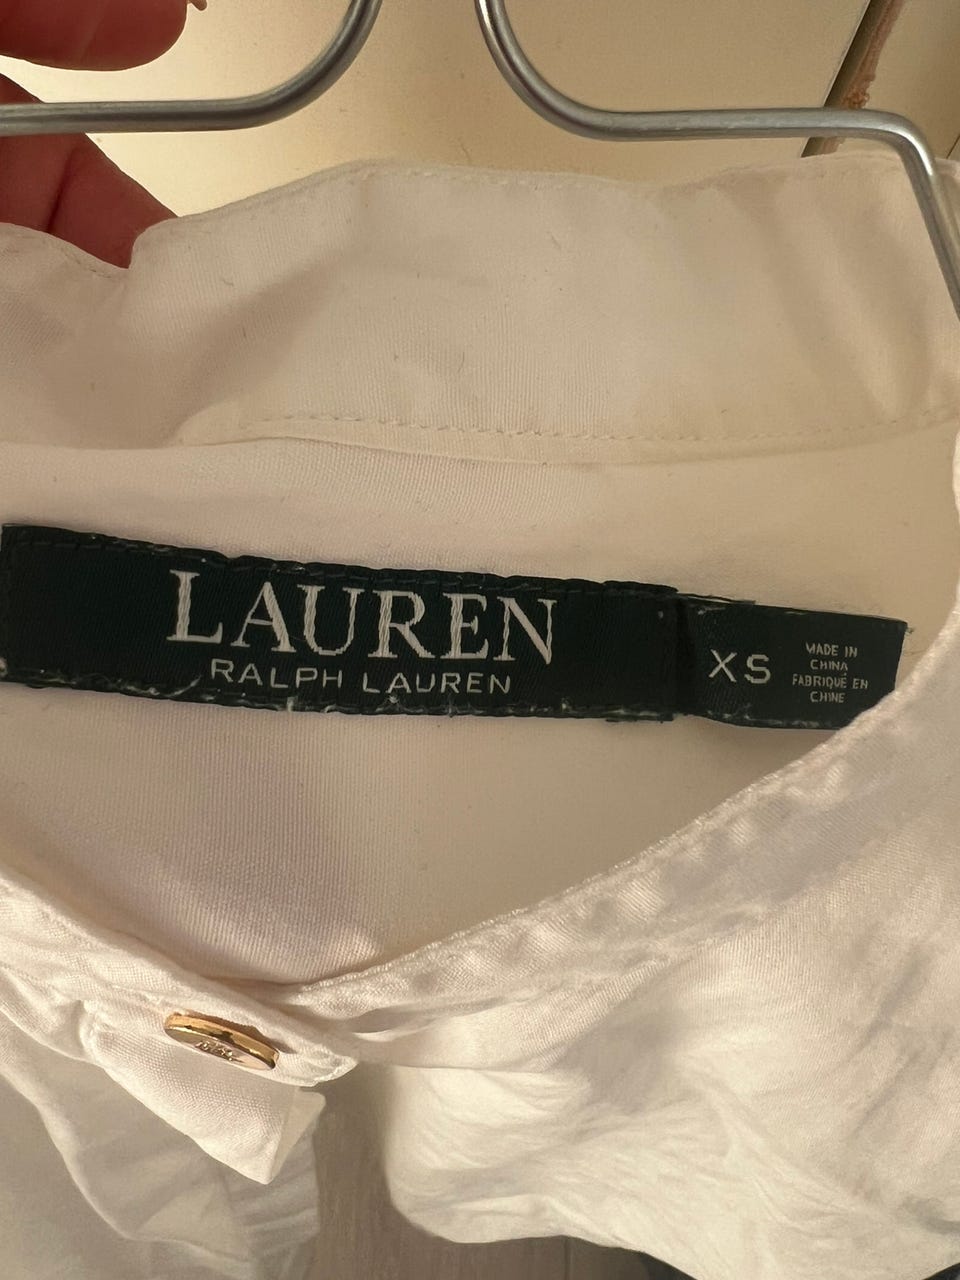 LAUREN
RALPH LAUREN
XS
MADE IN
CHINA
FABRIQUÉ EN
CHINE